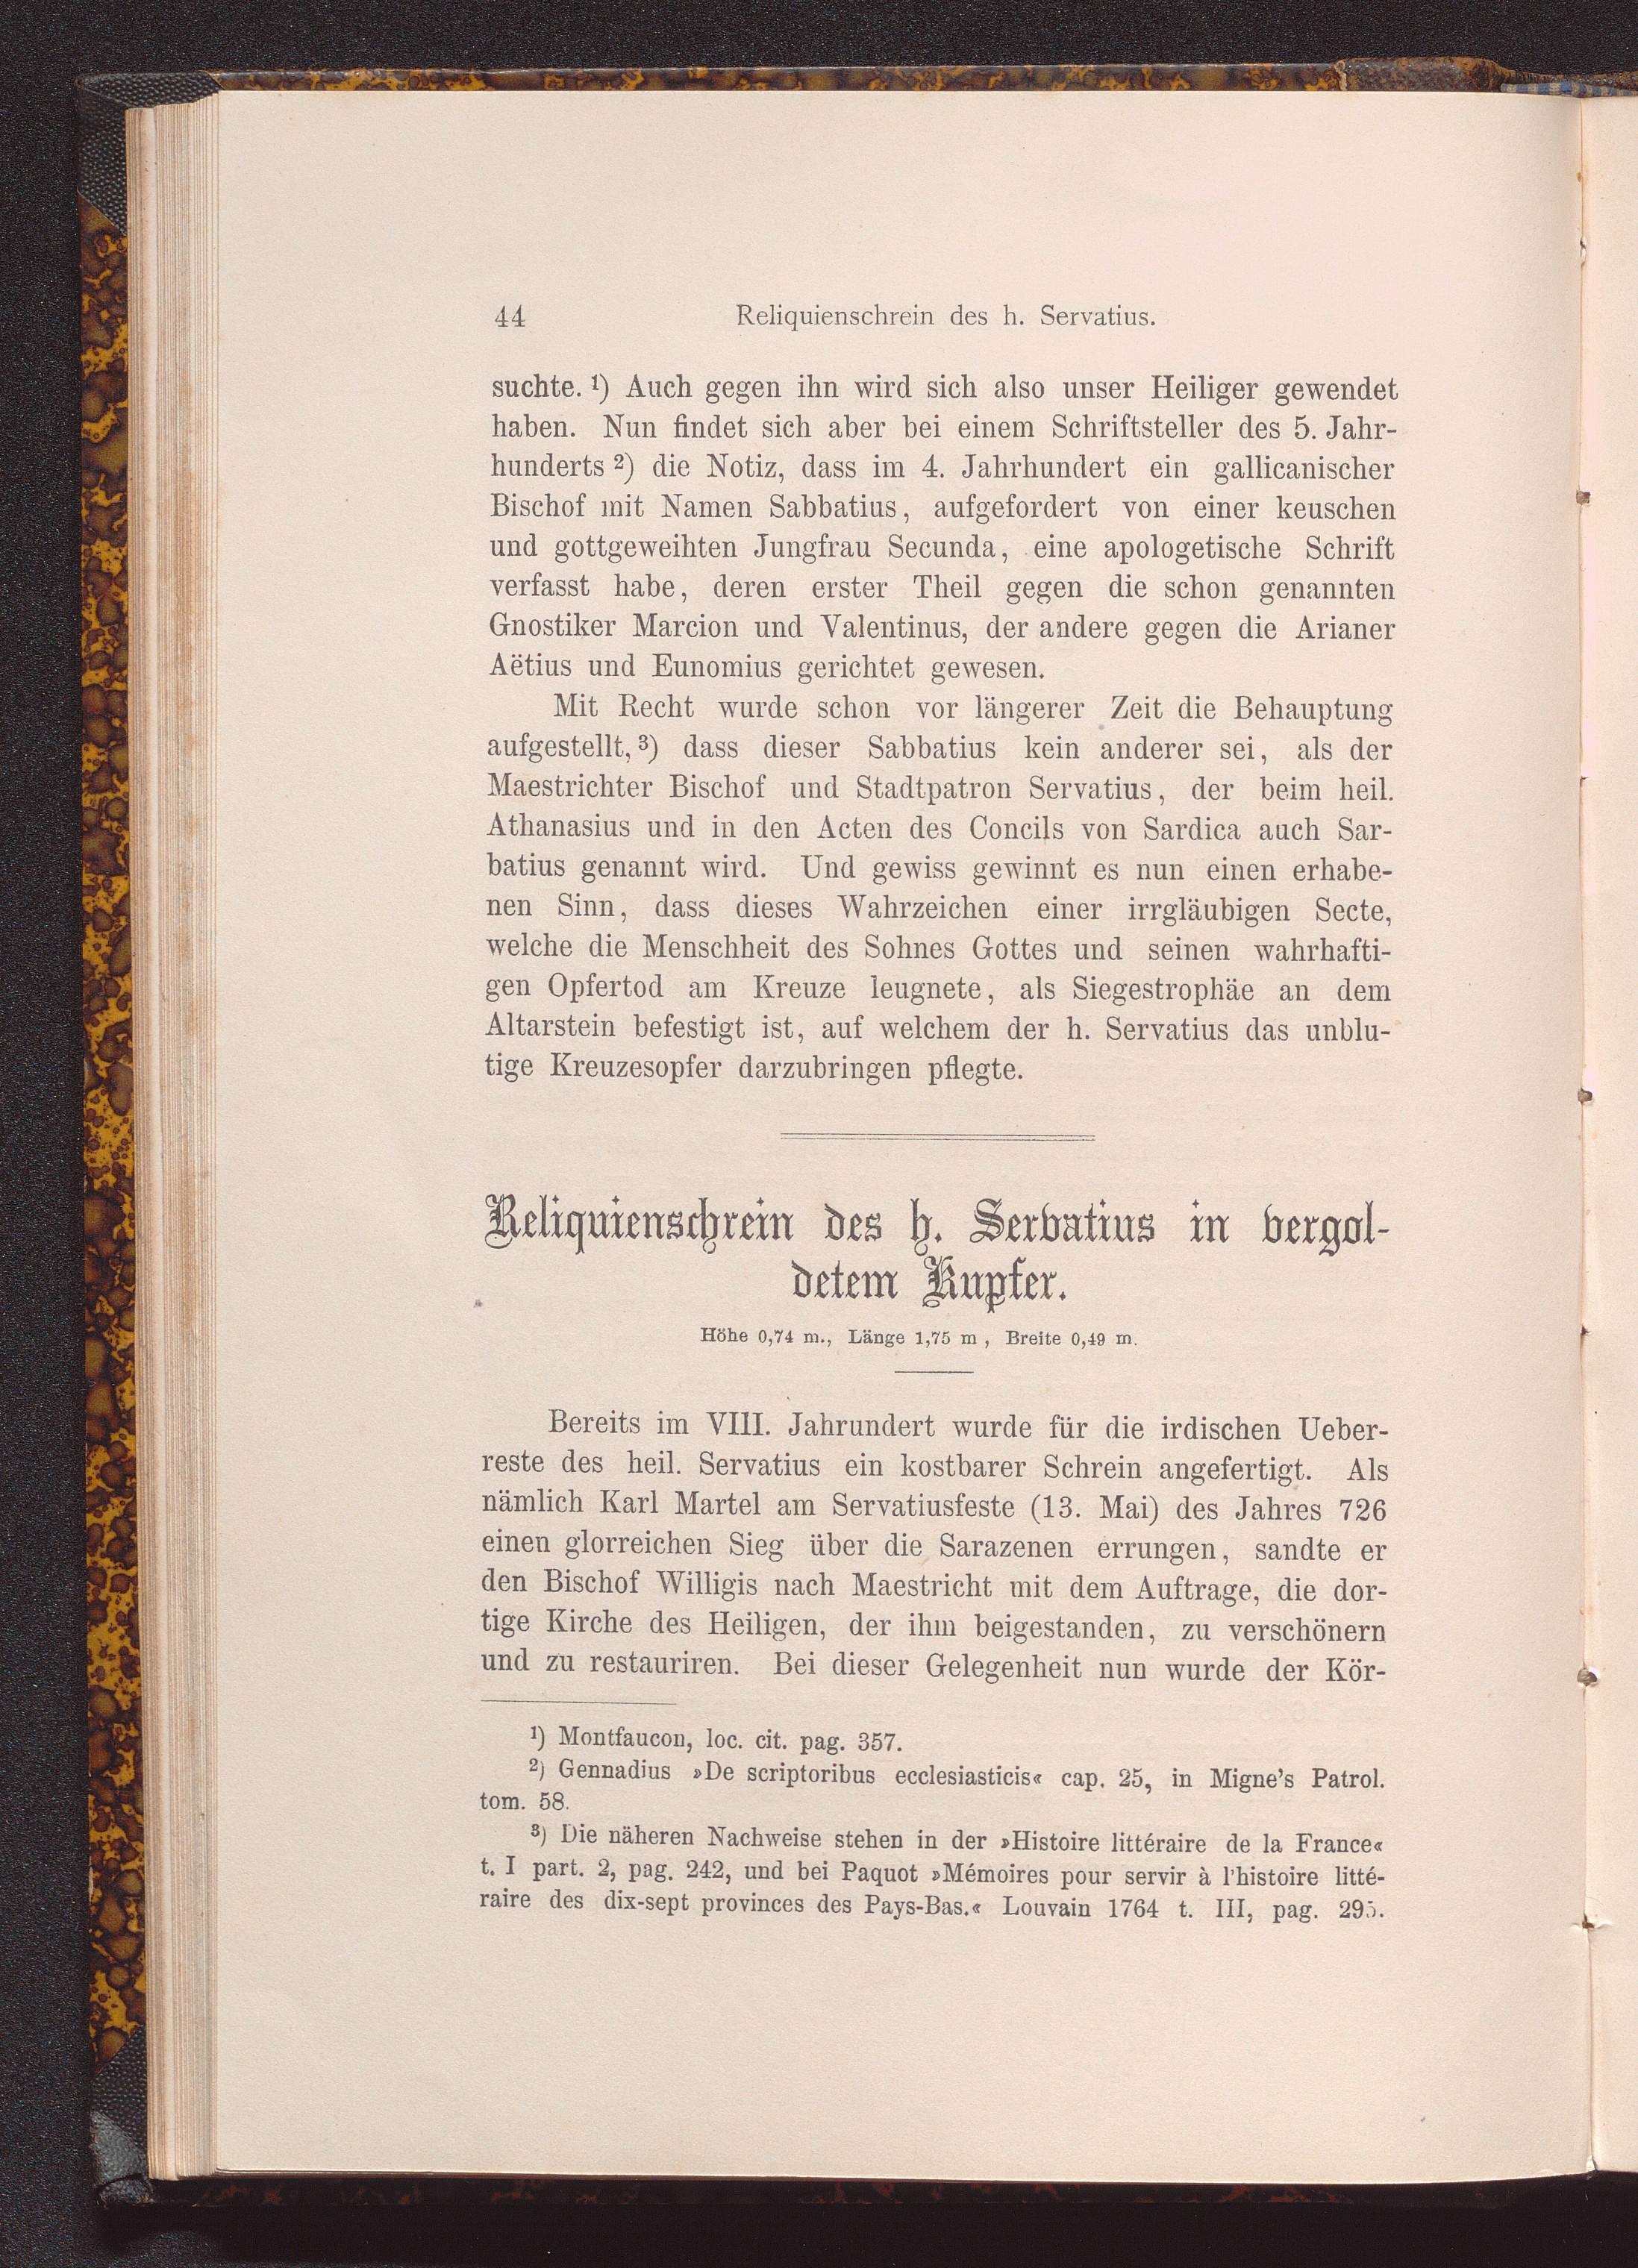 44 Reliquienschrein des h. Servatius.
suchte. ¹) Auch gegen ihn wird sich also unser Heiliger gewendet
haben. Nun findet sich aber bei einem Schriftsteller des 5. Jahr-
hunderts ²) die Notiz, dass im 4. Jahrhundert ein gallicanischer
Bischof mit Namen Sabbatius, aufgefordert von einer keuschen
und gottgeweihten Jungfrau Secunda, eine apologetische Schrift
verfasst habe, deren erster Theil gegen die schon genannten
Gnostiker Marcion und Valentinus, der andere gegen die Arianer
Aëtius und Eunomius gerichtet gewesen.
Mit Recht wurde schon vor längerer Zeit die Behauptung
aufgestellt, ³) dass dieser Sabbatius kein anderer sei, als der
Maestrichter Bischof und Stadtpatron Servatius, der beim heil.
Athanasius und in den Acten des Concils von Sardica auch Sar-
batius genannt wird. Und gewiss gewinnt es nun einen erhabe-
nen Sinn, dass dieses Wahrzeichen einer irrgläubigen Secte,
welche die Menschheit des Sohnes Gottes und seinen wahrhafti-
gen Opfertod am Kreuze leugnete, als Siegestrophäe an dem
Altarstein befestigt ist, auf welchem der h. Servatius das unblu-
tige Kreuzesopfer darzubringen pflegte.
Reliquienschrein des h. Servatius in vergol-
detem Kupfer.
Höhe 0,74 m., Länge 1,75 m, Breite 0,49 m.
Bereits im VIII. Jahrundert wurde für die irdischen Ueber-
reste des heil. Servatius ein kostbarer Schrein angefertigt. Als
nämlich Karl Martel am Servatiusfeste (13. Mai) des Jahres 726
einen glorreichen Sieg über die Sarazenen errungen, sandte er
den Bischof Willigis nach Maestricht mit dem Auftrage, die dor-
tige Kirche des Heiligen, der ihm beigestanden, zu verschönern
und zu restauriren. Bei dieser Gelegenheit nun wurde der Kör-
¹) Montfaucon, loc. cit. pag. 357.
²) Gennadius »De scriptoribus ecclesiasticis« cap. 25, in Migne's Patrol.
tom. 58.
³) Die näheren Nachweise stehen in der »Histoire littéraire de la France«
t. I part. 2, pag. 242, und bei Paquot »Mémoires pour servir à l'histoire litté-
raire des dix-sept provinces des Pays-Bas.« Louvain 1764 t. III, pag. 295.